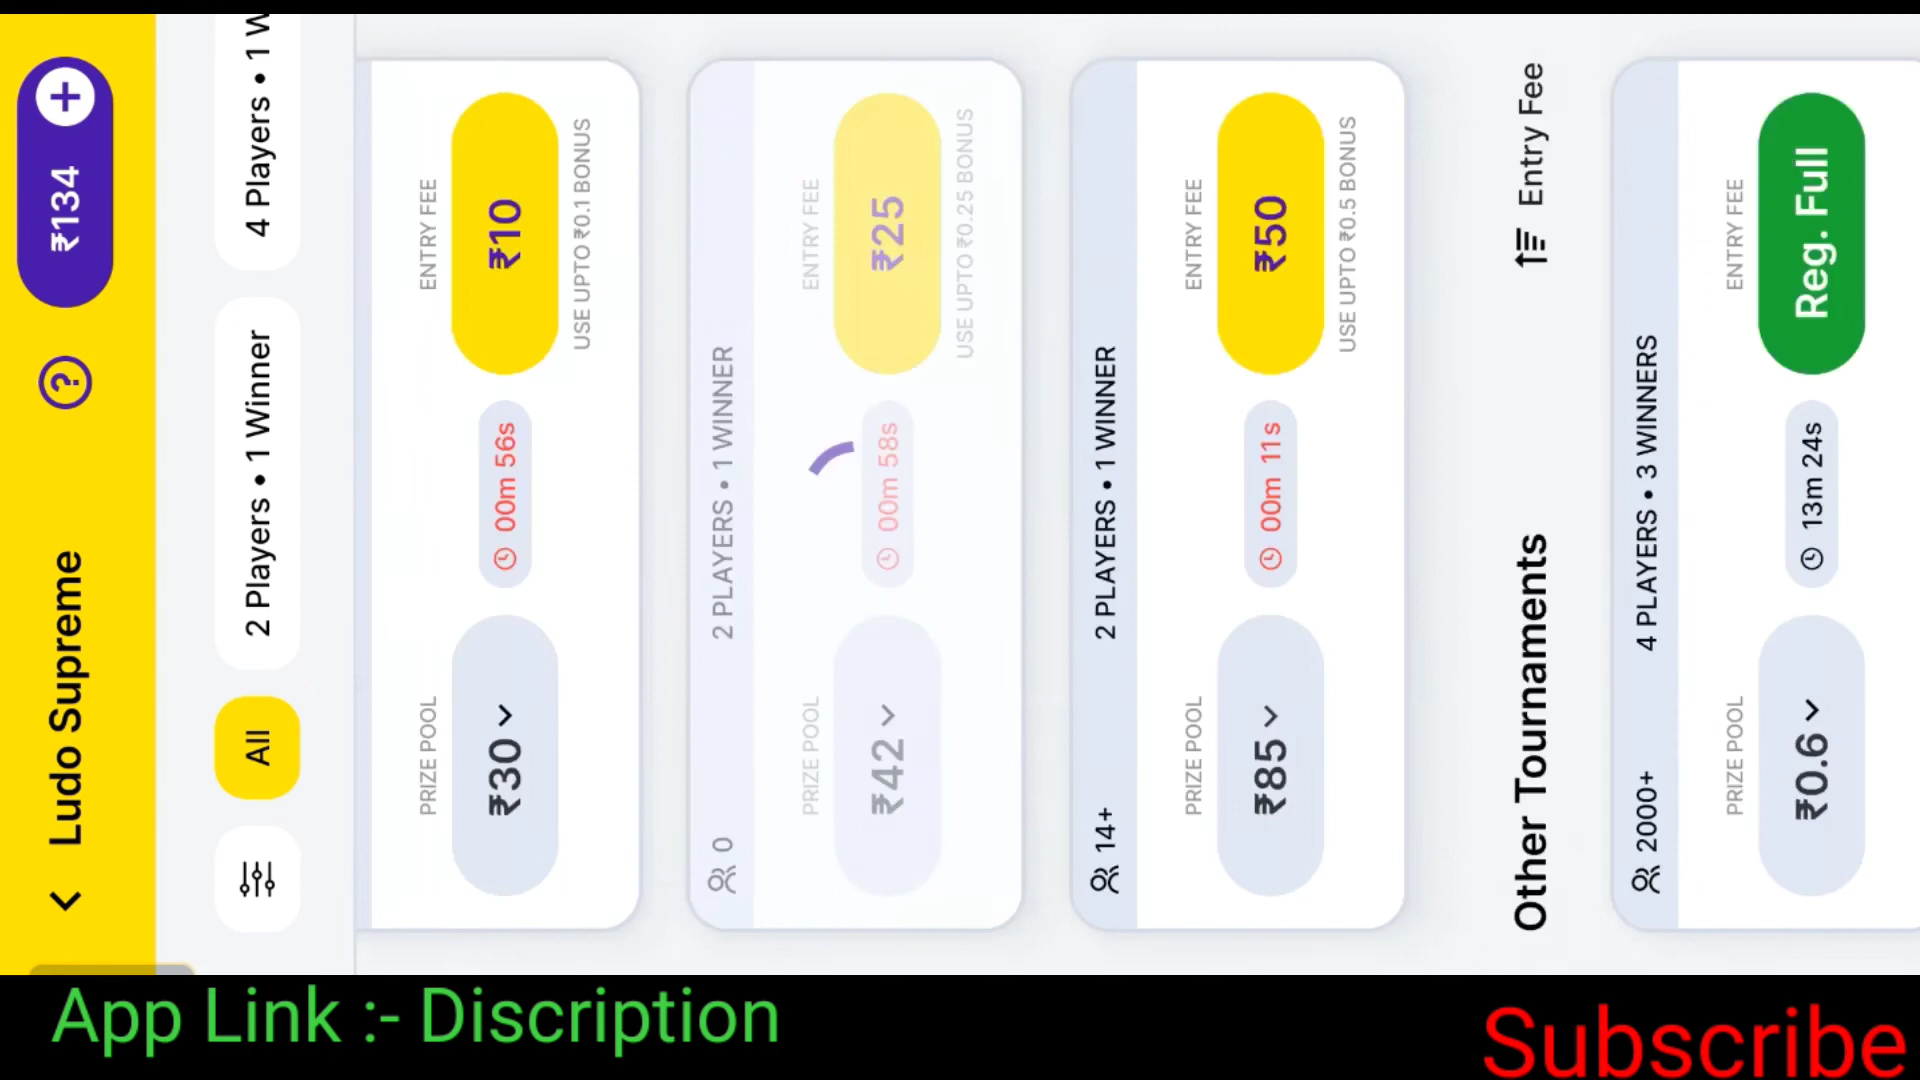 Ludo Supreme
₹134
All
2 Players • 1 Winner
4 Players • 1 W
PRIZE POOL
ENTRY FEE
₹30
00m 56s
₹10
USE UPTO ₹0.1 BONUS
0
2 PLAYERS • 1 WINNER
PRIZE POOL
ENTRY FEE
₹42
00m 58s
₹25
USE UPTO ₹0.25 BONUS
14+
2 PLAYERS • 1 WINNER
PRIZE POOL
ENTRY FEE
₹85
00m 11s
₹50
USE UPTO ₹0.5 BONUS
Other Tournaments
Entry Fee
2000+
4 PLAYERS • 3 WINNERS
PRIZE POOL
ENTRY FEE
₹0.6
13m 24s
Reg. Full
App Link :- Discription
Subscribe